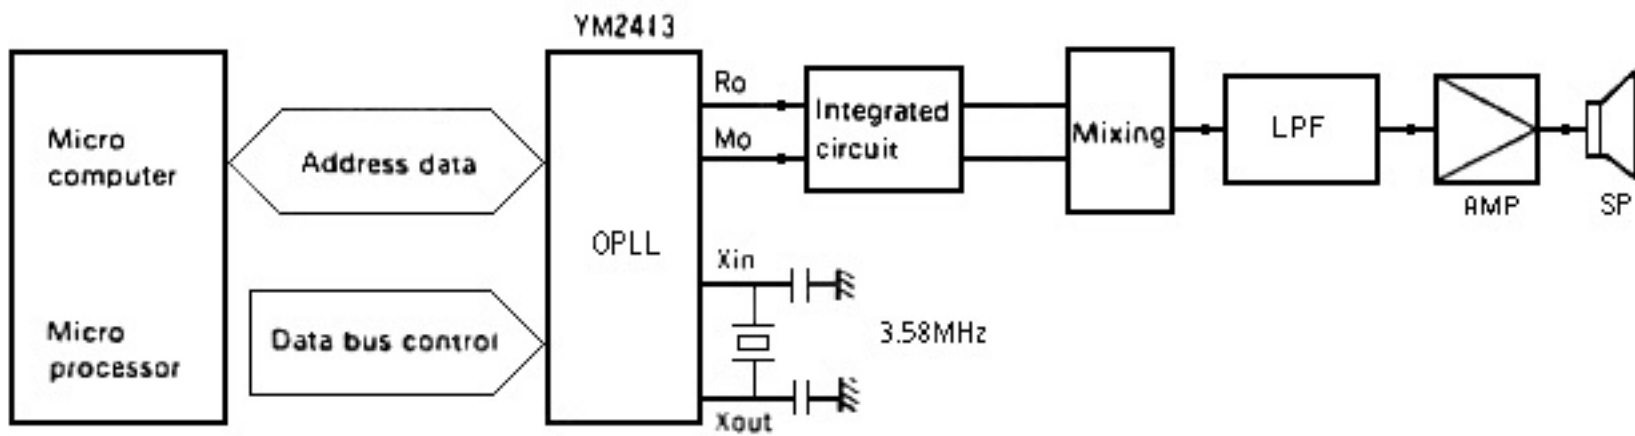 YM2413
Micro
computer
Micro
processor
Address data
Data bus control
OPLL
Ro
Mo
Xin
Xout
3.58MHz
Integrated
circuit
Mixing
LPF
AMP
SP